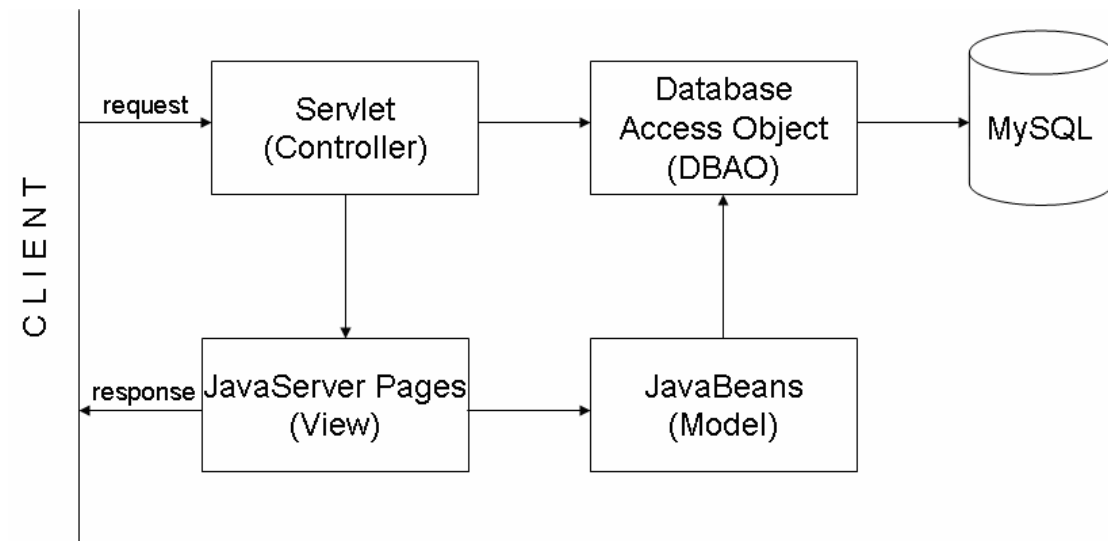 CLIENT
request
Servlet
(Controller)
Database
Access Object
(DBAO)
MySQL
response
JavaServer Pages
(View)
JavaBeans
(Model)